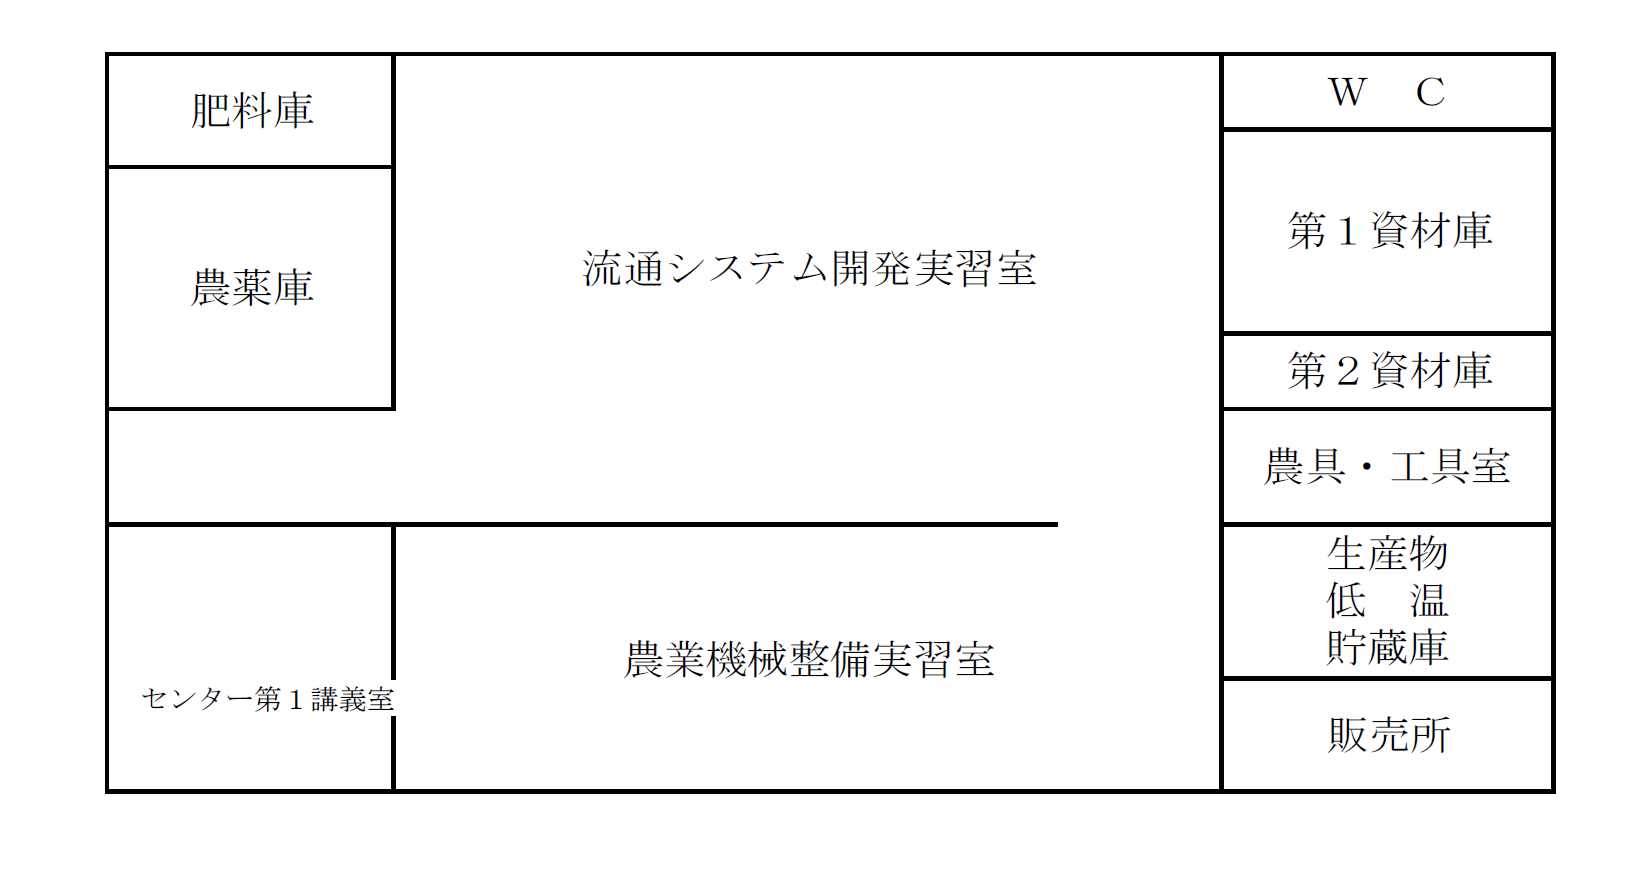 肥料庫
農薬庫
流通システム開発実習室
Ｗ　Ｃ
第１資材庫
第２資材庫
農具・工具室
センター第１講義室
農業機械整備実習室
生産物
低　温
貯蔵庫
販売所